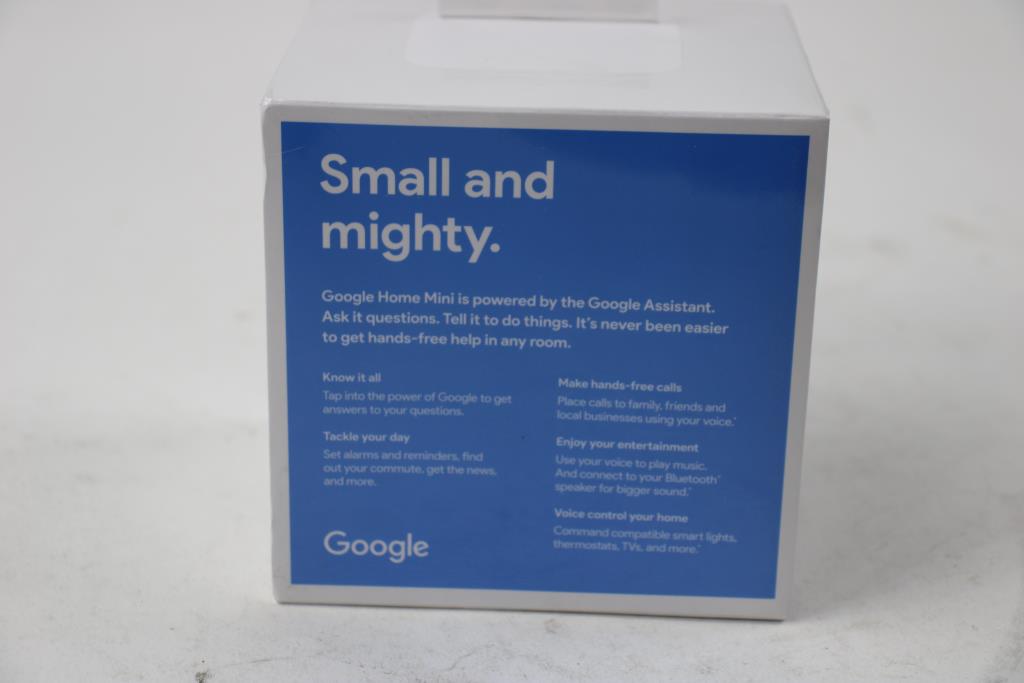 Small and
mighty.
Google Home Mini is powered by the Google Assistant.
Ask it questions. Tell it to do things. It's never been easier
to get hands-free help in any room.
Know it all
Tap into the power of Google to get
answers to your questions.
Tackle your day
Set alarms and reminders, find
out your commute, get the news,
and more.
Make hands-free calls
Place calls to family, friends and
local businesses using your voice.*
Enjoy your entertainment
Use your voice to play music.
And connect to your Bluetooth®
speaker for bigger sound.*
Voice control your home
Command compatible smart lights,
thermostats, TVs, and more.*
Google